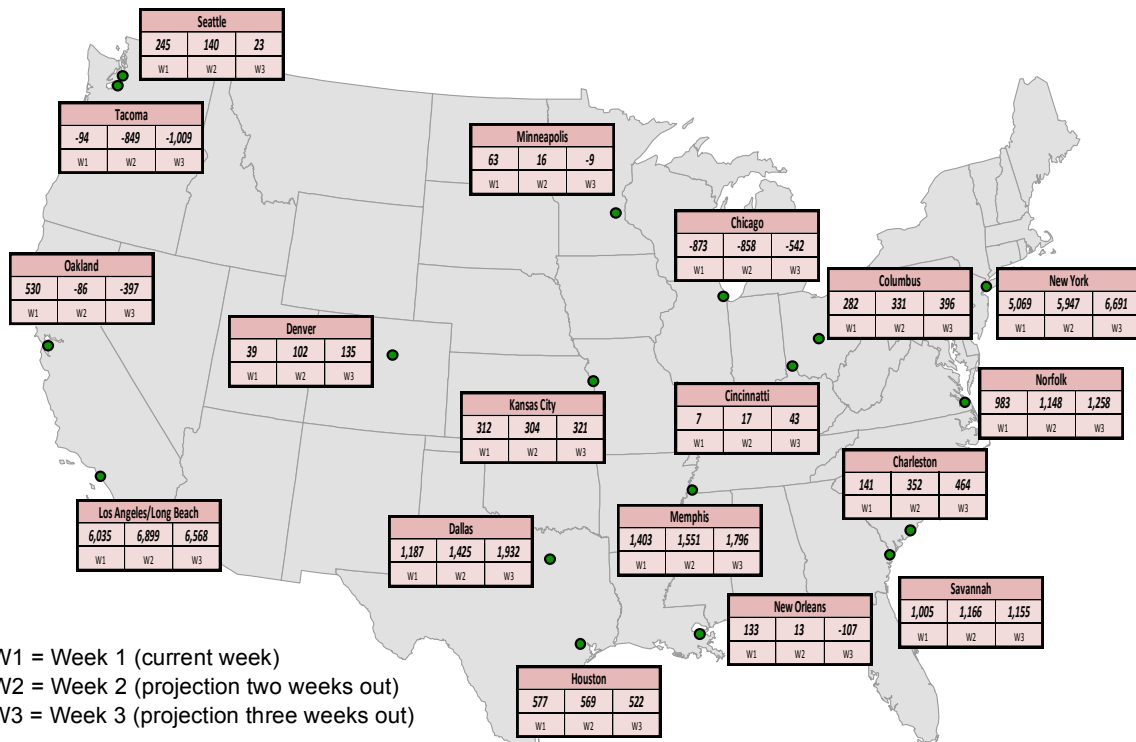 Seattle
245 140 23
W1 W2 W3
Tacoma
-94 -849 -1,009
W1 W2 W3
Minneapolis
63 16 -9
W1 W2 W3
Chicago
-873 -858 -542
W1 W2 W3
Oakland
530 -86 -397
W1 W2 W3
Columbus
282 331 396
W1 W2 W3
New York
5,069 5,947 6,691
W1 W2 W3
Denver
39 102 135
W1 W2 W3
Norfolk
983 1,148 1,258
W1 W2 W3
Kansas City
312 304 321
W1 W2 W3
Cincinnatti
7 17 43
W1 W2 W3
Charleston
141 352 464
W1 W2 W3
Los Angeles/Long Beach
6,035 6,899 6,568
W1 W2 W3
Memphis
1,403 1,551 1,796
W1 W2 W3
Dallas
1,187 1,425 1,932
W1 W2 W3
Savannah
1,005 1,166 1,155
W1 W2 W3
New Orleans
133 13 -107
W1 W2 W3
Houston
577 569 522
W1 W2 W3
W1 = Week 1 (current week)
W2 = Week 2 (projection two weeks out)
W3 = Week 3 (projection three weeks out)